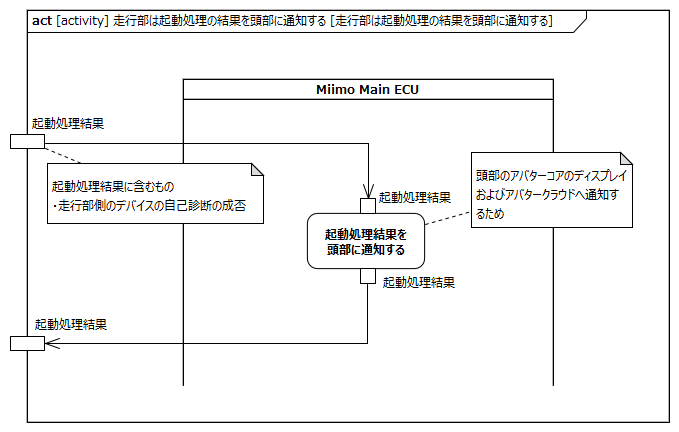 act [activity] 走行部は起動処理の結果を頭部に通知する [走行部は起動処理の結果を頭部に通知する]
Miimo Main ECU
起動処理結果
起動処理結果に含むもの
・走行部側のデバイスの自己診断の成否
頭部のアバターコアのディスプレイ
およびアバタークラウドへ通知す
るため
起動処理結果
起動処理結果を
頭部に通知する
起動処理結果
起動処理結果